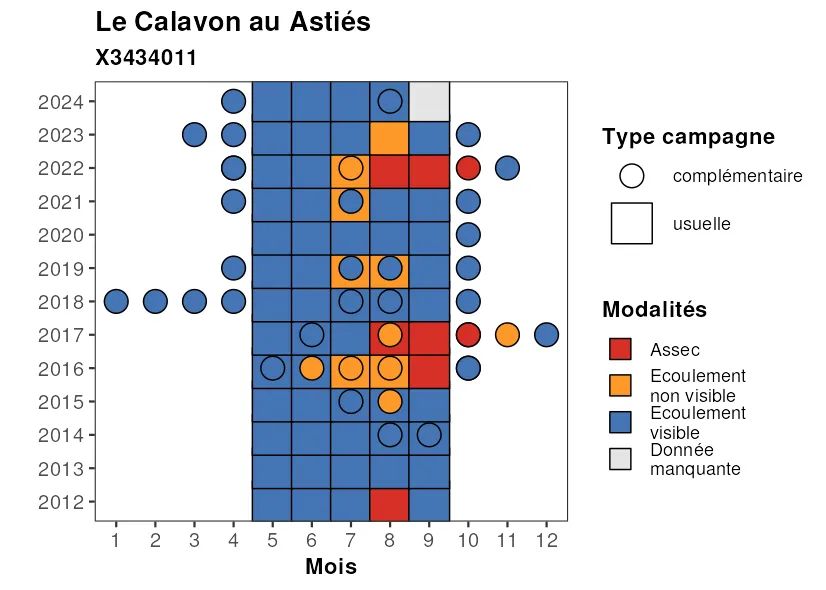 Le Calavon au Astiés
X3434011
2024
2023
2022
2021
2020
2019
2018
2017
2016
2015
2014
2013
2012
1 2 3 4 5 6 7 8 9 10 11 12
Mois
Type campagne
complémentaire
usuelle
Modalités
Assec
Ecoulement
non visible
Ecoulement
visible
Donnée
manquante